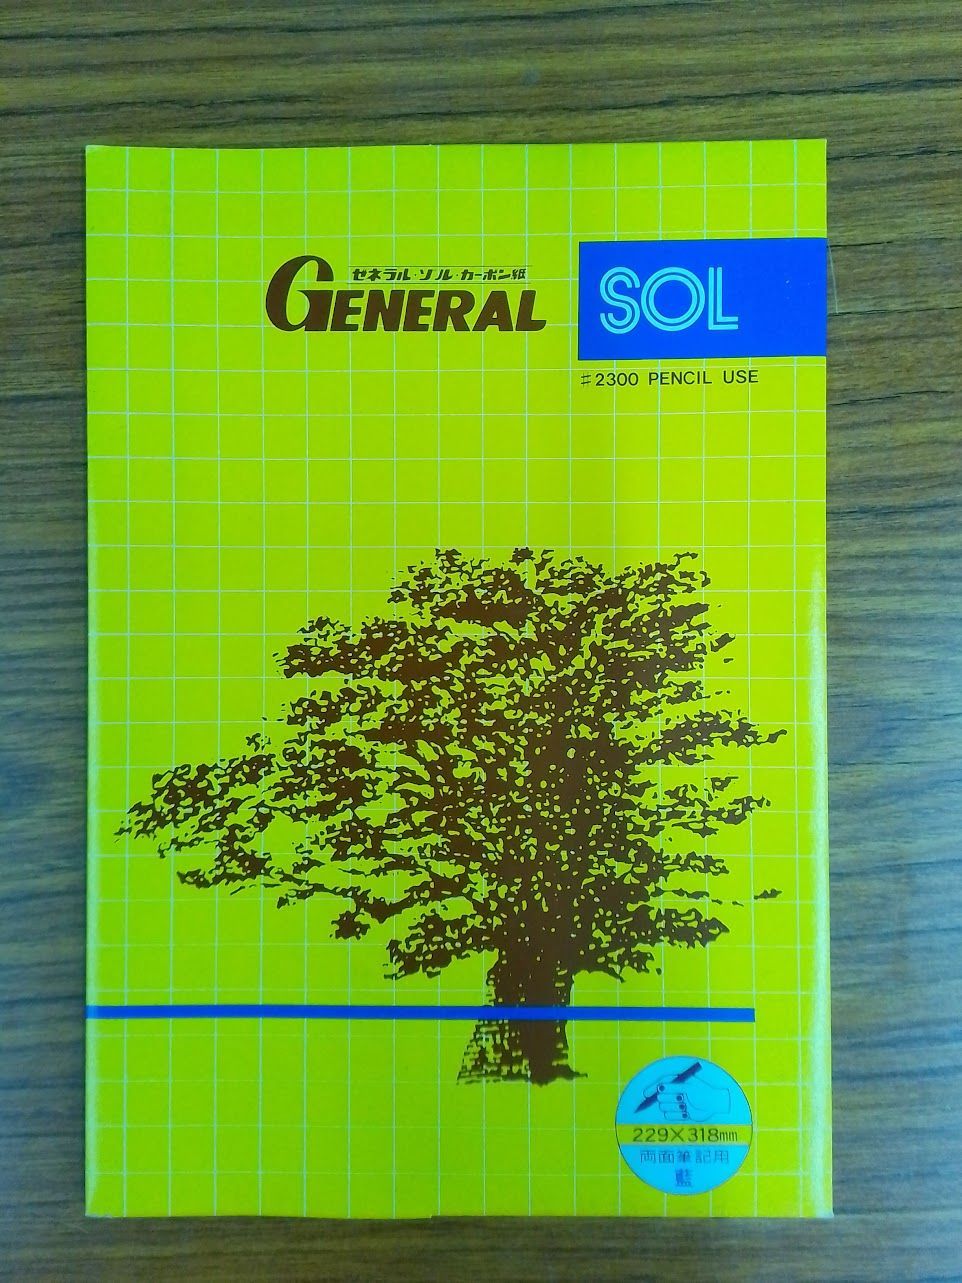 ゼネラル・ソル・カーボン紙
GENERAL
SOL
♯2300 PENCIL USE
229×318mm
両面筆記用
藍